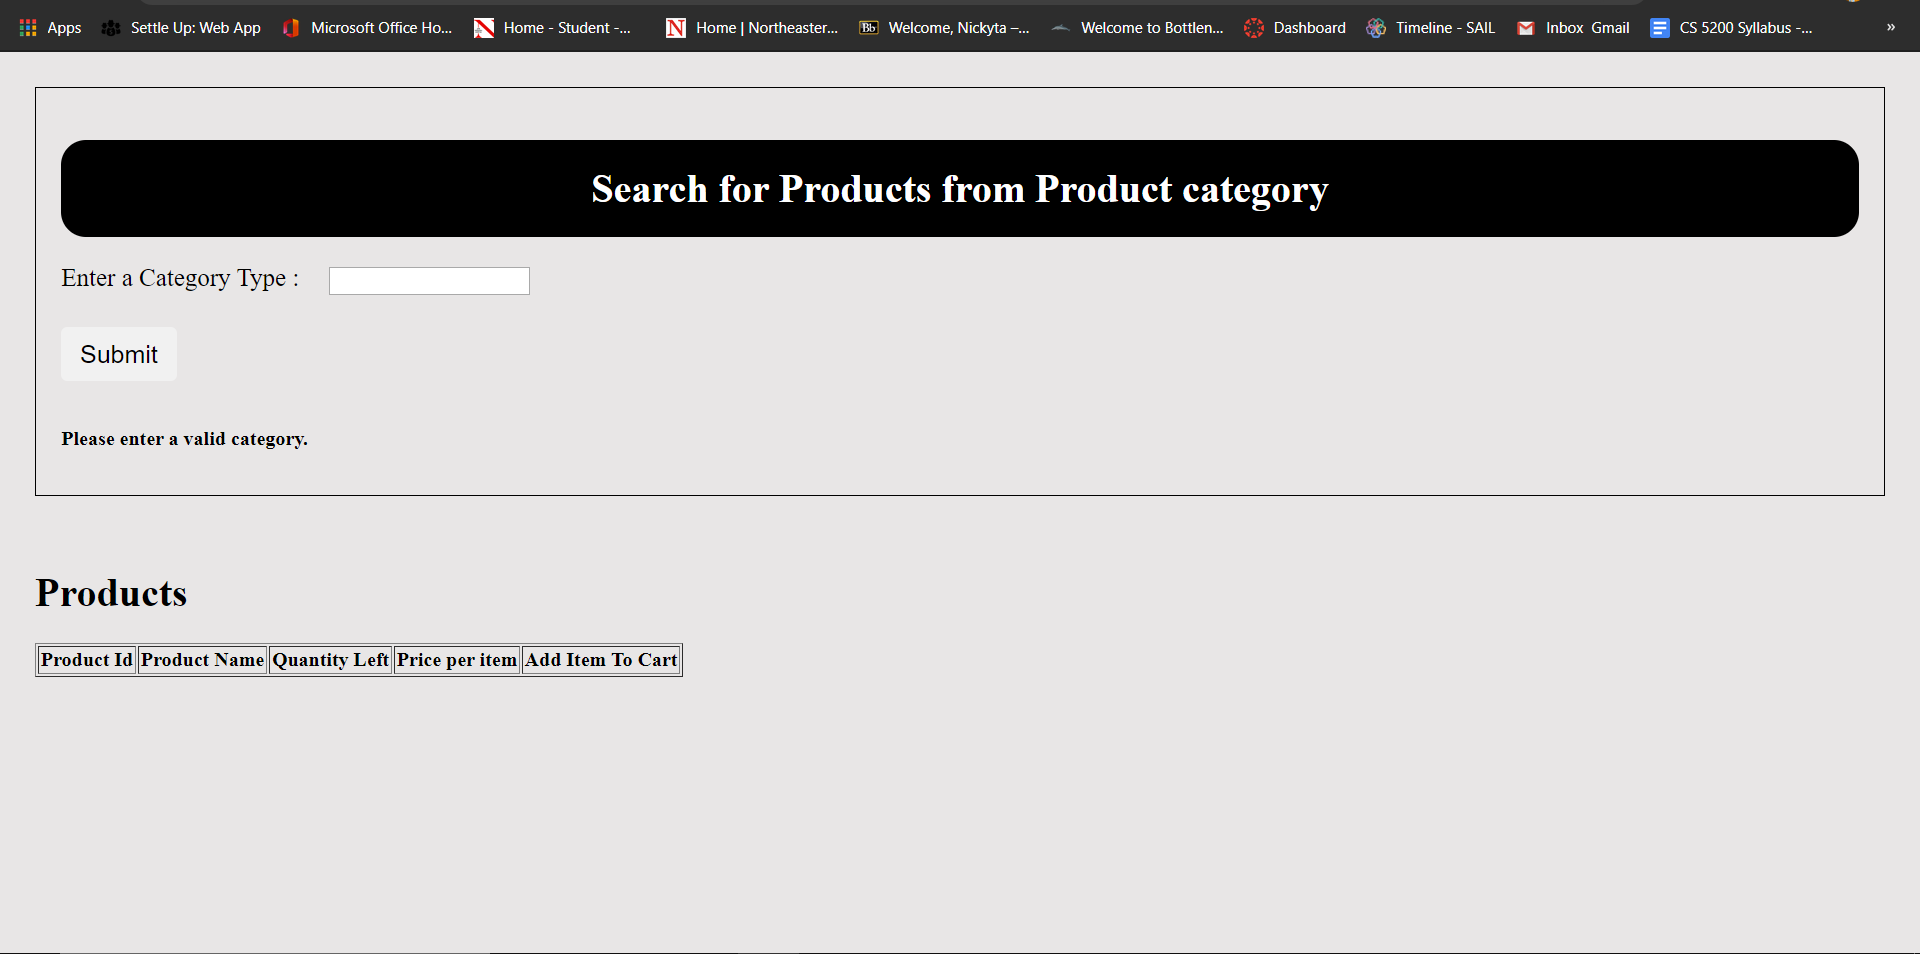 Apps Settle Up: Web App Microsoft Office Ho... Home - Student -... Home | Northeaster... Bb Welcome, Nickyta –... Welcome to Bottlen... Dashboard Timeline - SAIL Inbox Gmail CS 5200 Syllabus -... »
Search for Products from Product category
Enter a Category Type :
Submit
Please enter a valid category.
Products
Product Id Product Name Quantity Left Price per item Add Item To Cart